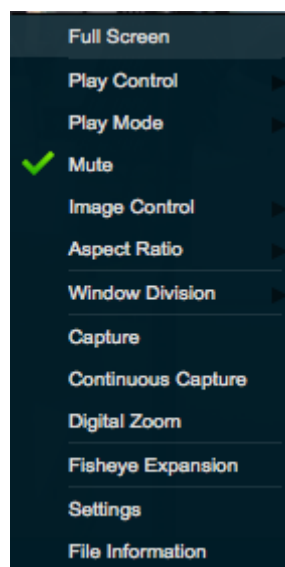 Full Screen
Play Control
Play Mode
Mute
Image Control
Aspect Ratio
Window Division
Capture
Continuous Capture
Digital Zoom
Fisheye Expansion
Settings
File Information